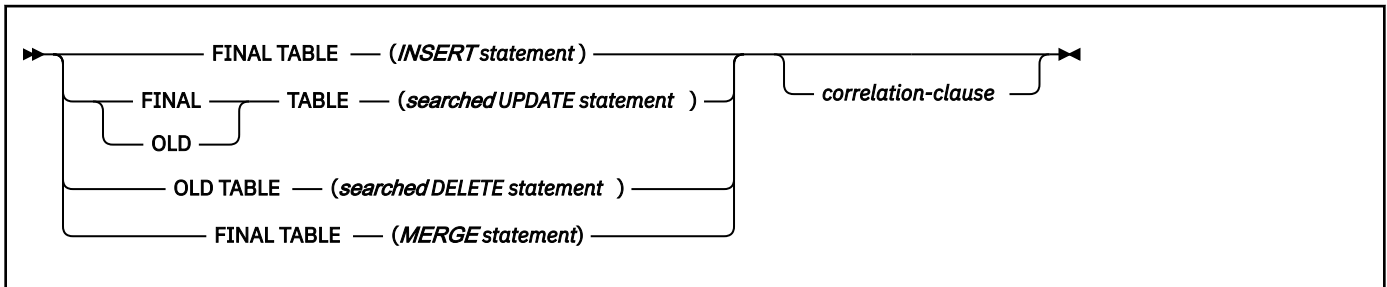 FINAL TABLE (INSERT statement)
FINAL TABLE (searched UPDATE statement )
OLD
OLD TABLE (searched DELETE statement )
FINAL TABLE (MERGE statement)
correlation-clause